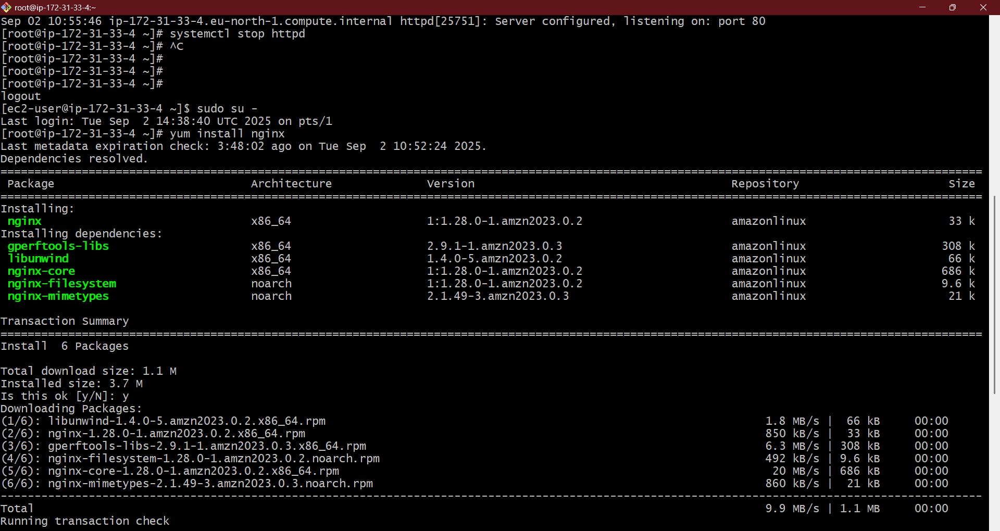 root@ip-172-31-33-4:~
Sep 02 10:55:46 ip-172-31-33-4.eu-north-1.compute.internal httpd[25751]: Server configured, listening on: port 80
[root@ip-172-31-33-4 ~]# systemctl stop httpd
[root@ip-172-31-33-4 ~]# ^C
[root@ip-172-31-33-4 ~]#
[root@ip-172-31-33-4 ~]#
[root@ip-172-31-33-4 ~]#
logout
[ec2-user@ip-172-31-33-4 ~]$ sudo su -
Last login: Tue Sep  2 14:38:40 UTC 2025 on pts/1
[root@ip-172-31-33-4 ~]# yum install nginx
Last metadata expiration check: 3:48:02 ago on Tue Sep  2 10:52:24 2025.
Dependencies resolved.
================================================================================
Package Architecture Version Repository Size
================================================================================
Installing:
nginx x86_64 1:1.28.0-1.amzn2023.0.2 amazonlinux 33 k
Installing dependencies:
gperftools-libs x86_64 2.9.1-1.amzn2023.0.3 amazonlinux 308 k
libunwind x86_64 1.4.0-5.amzn2023.0.2 amazonlinux 66 k
nginx-core x86_64 1:1.28.0-1.amzn2023.0.2 amazonlinux 686 k
nginx-filesystem noarch 1:1.28.0-1.amzn2023.0.2 amazonlinux 9.6 k
nginx-mimetypes noarch 2.1.49-3.amzn2023.0.3 amazonlinux 21 k
Transaction Summary
================================================================================
Install  6 Packages
Total download size: 1.1 M
Installed size: 3.7 M
Is this ok [y/N]: y
Downloading Packages:
(1/6): libunwind-1.4.0-5.amzn2023.0.2.x86_64.rpm 1.8 MB/s |  66 kB 00:00
(2/6): nginx-1.28.0-1.amzn2023.0.2.x86_64.rpm 850 kB/s |  33 kB 00:00
(3/6): gperftools-libs-2.9.1-1.amzn2023.0.3.x86_64.rpm 6.3 MB/s | 308 kB 00:00
(4/6): nginx-filesystem-1.28.0-1.amzn2023.0.2.noarch.rpm 492 kB/s | 9.6 kB 00:00
(5/6): nginx-core-1.28.0-1.amzn2023.0.2.x86_64.rpm 20 MB/s | 686 kB 00:00
(6/6): nginx-mimetypes-2.1.49-3.amzn2023.0.3.noarch.rpm 860 kB/s |  21 kB 00:00
--------------------------------------------------------------------------------
Total 9.9 MB/s | 1.1 MB 00:00
Running transaction check